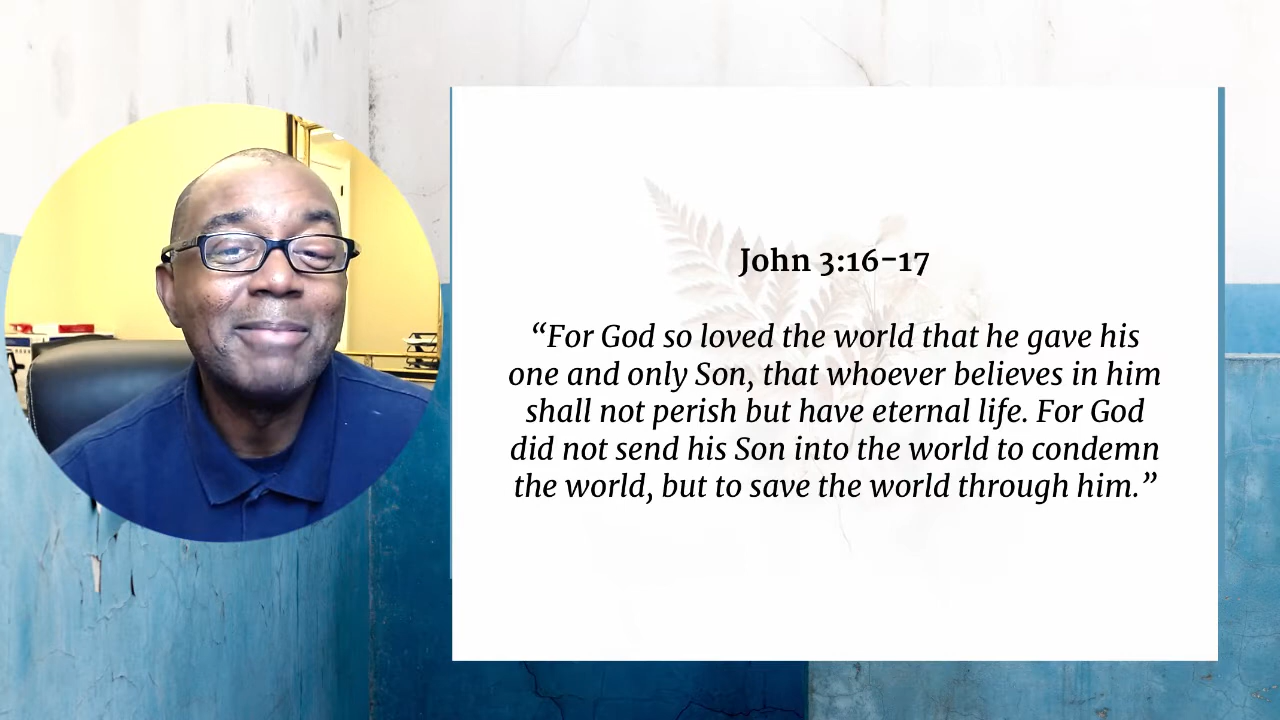 John 3:16–17
“For God so loved the world that he gave his
one and only Son, that whoever believes in him
shall not perish but have eternal life. For God
did not send his Son into the world to condemn
the world, but to save the world through him.”